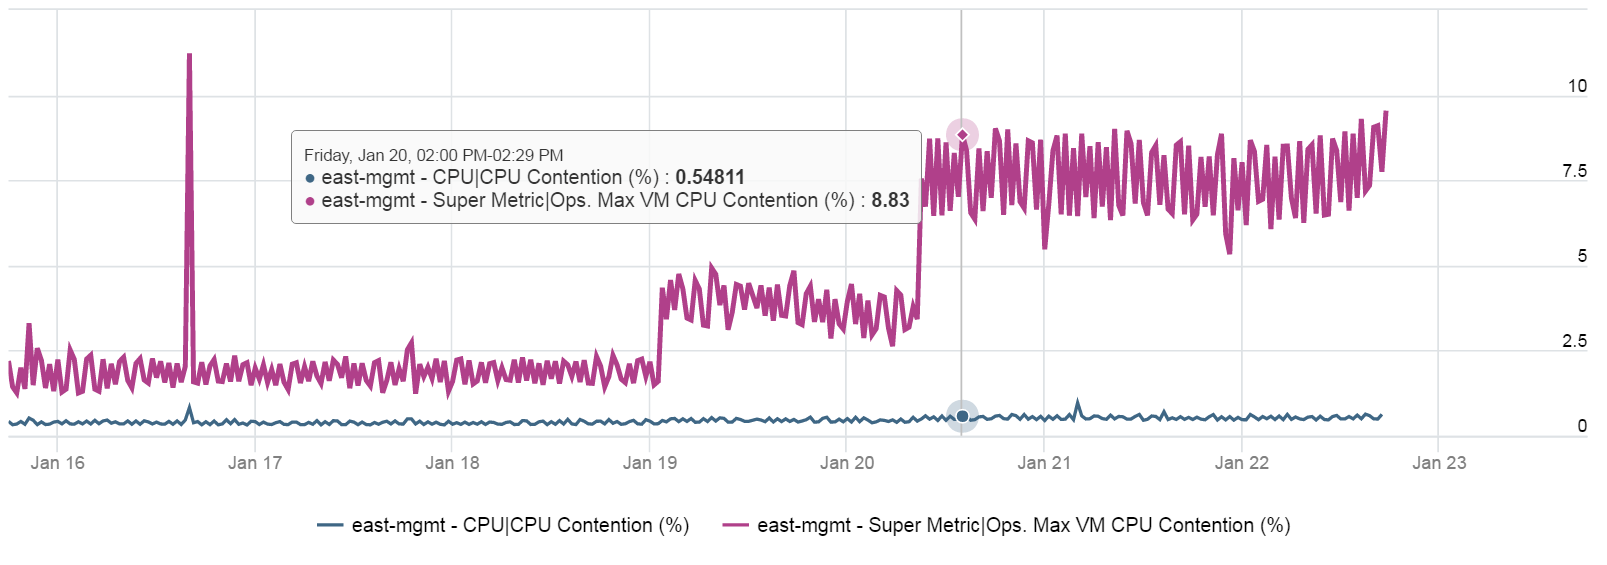 10
Friday, Jan 20, 02:00 PM-02:29 PM
east-mgmt - CPU|CPU Contention (%) : 0.54811
east-mgmt - Super Metric|Ops. Max VM CPU Contention (%) : 8.83
7.5
5
2.5
0
Jan 16 Jan 17 Jan 18 Jan 19 Jan 20 Jan 21 Jan 22 Jan 23
east-mgmt - CPU|CPU Contention (%) east-mgmt - Super Metric|Ops. Max VM CPU Contention (%)